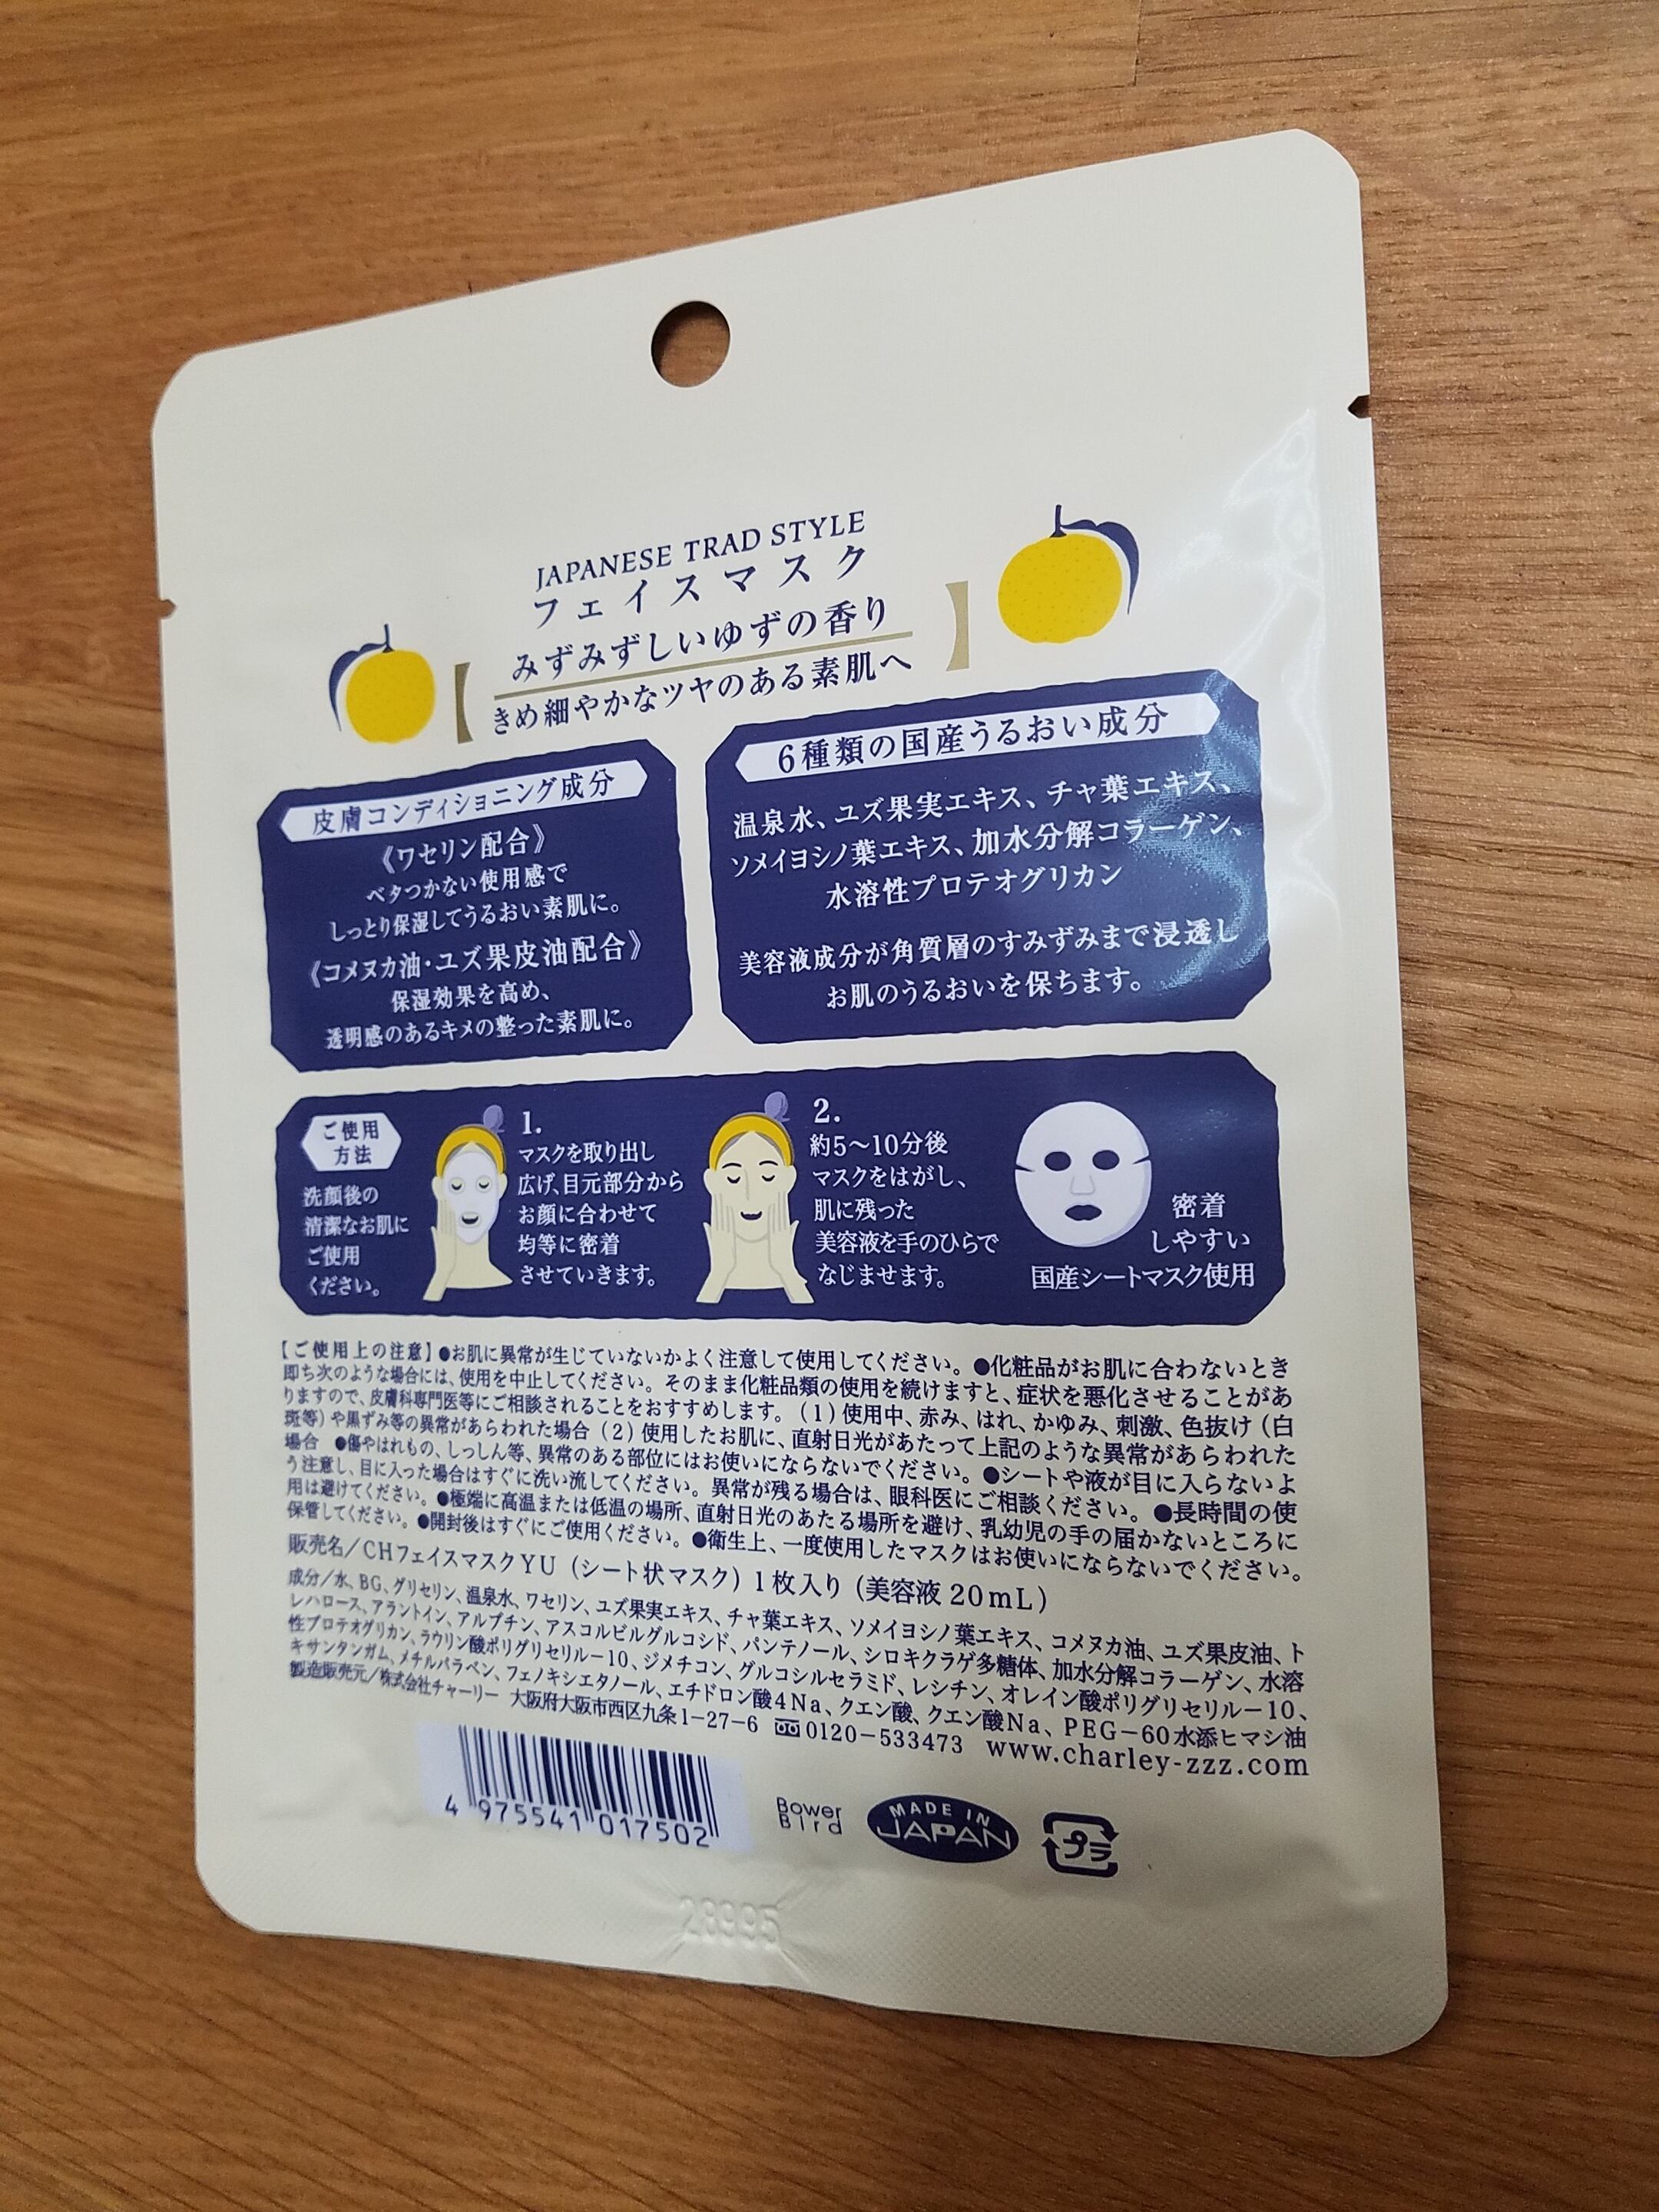 JAPANESE TRAD STYLE
フェイスマスク
みずみずしいゆずの香り
きめ細やかなツヤのある素肌へ
皮膚コンディショニング成分
《ワセリン配合》
ベタつかない使用感で
しっとり保湿してうるおい素肌に。
《コメヌカ油・ユズ果皮油配合》
保湿効果を高め、
透明感のあるキメの整った素肌に。
6種類の国産うるおい成分
温泉水、ユズ果実エキス、チャ葉エキス、
ソメイヨシノ葉エキス、加水分解コラーゲン、
水溶性プロテオグリカン
美容液成分が角質層のすみずみまで浸透し
お肌のうるおいを保ちます。
ご使用
方法
洗顔後の
清潔なお肌に
ご使用
ください。
1.
マスクを取り出し
広げ、目元部分から
お顔に合わせて
均等に密着
させていきます。
2.
約5〜10分後
マスクをはがし、
肌に残った
美容液を手のひらで
なじませます。
密着
しやすい
国産シートマスク使用
【ご使用上の注意】●お肌に異常が生じていないかよく注意して使用してください。●化粧品がお肌に合わないとき
即ち次のような場合には、使用を中止してください。そのまま化粧品類の使用を続けますと、症状を悪化させることがあ
りますので、皮膚科専門医等にご相談されることをおすすめします。(1)使用中、赤み、はれ、かゆみ、刺激、色抜け(白
斑等)や黒ずみ等の異常があらわれた場合(2)使用したお肌に、直射日光があたって上記のような異常があらわれた
場合 ●傷やはれもの、しっしん等、異常のある部位にはお使いにならないでください。●シートや液が目に入らないよ
う注意し、目に入った場合はすぐに洗い流してください。異常が残る場合は、眼科医にご相談ください。●長時間の使
用は避けてください。●極端に高温または低温の場所、直射日光のあたる場所を避け、乳幼児の手の届かないところに
保管してください。●開封後はすぐにご使用ください。●衛生上、一度使用したマスクはお使いにならないでください。
販売名/CHフェイスマスクYU(シート状マスク)1枚入り(美容液20mL)
成分/水、BG、グリセリン、温泉水、ワセリン、ユズ果実エキス、チャ葉エキス、ソメイヨシノ葉エキス、コメヌカ油、ユズ果皮油、ト
レハロース、アラントイン、アルブチン、アスコルビルグルコシド、パンテノール、シロキクラゲ多糖体、加水分解コラーゲン、水溶
性プロテオグリカン、ラウリン酸ポリグリセリル−10、ジメチコン、グルコシルセラミド、レシチン、オレイン酸ポリグリセリル−10、
キサンタンガム、メチルパラベン、フェノキシエタノール、エチドロン酸4Na、クエン酸、クエン酸Na、PEG−60水添ヒマシ油
製造販売元/株式会社チャーリー 大阪府大阪市西区九条1−27−6 0120−533473 www.charley-zzz.com
4 975541 017502
Bower
Bird
MADE IN
JAPAN
プラ
28995